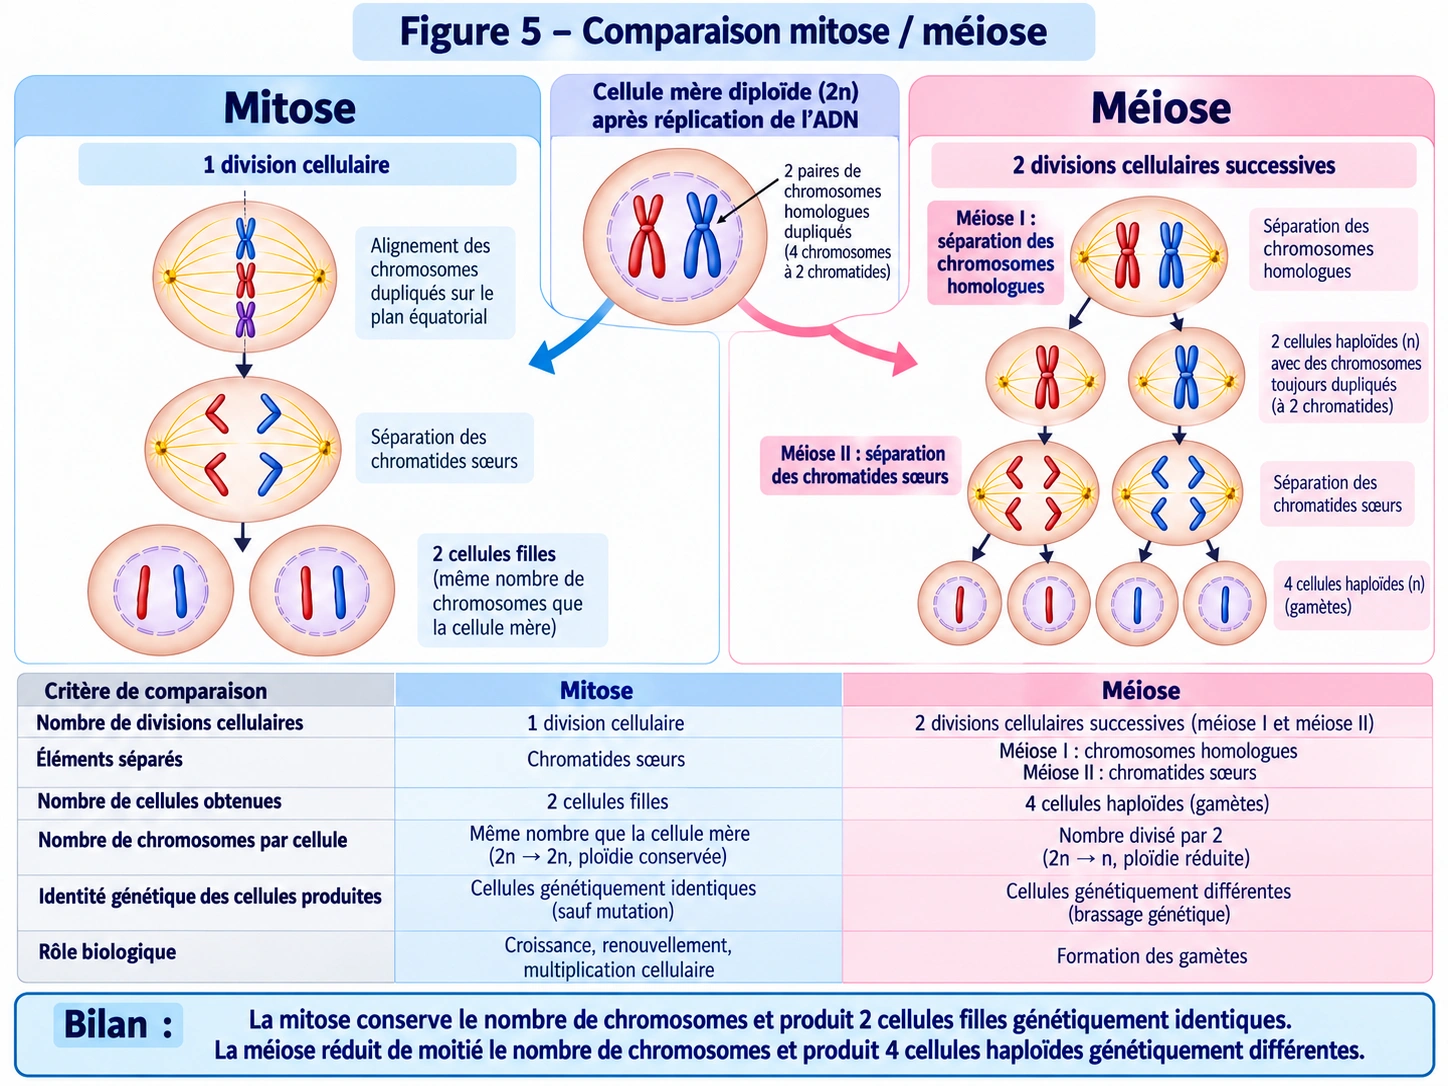 Figure 5 – Comparaison mitose / méiose
Mitose
1 division cellulaire
Alignement des
chromosomes
dupliqués sur le
plan équatorial
Séparation des
chromatides sœurs
2 cellules filles
(même nombre de
chromosomes que
la cellule mère)
Cellule mère diploïde (2n)
après réplication de l’ADN
2 paires de
chromosomes
homologues
dupliqués
(4 chromosomes
à 2 chromatides)
Méiose
2 divisions cellulaires successives
Méiose I :
séparation des
chromosomes
homologues
Séparation des
chromosomes
homologues
2 cellules haploïdes (n)
avec des chromosomes
toujours dupliqués
(à 2 chromatides)
Méiose II : séparation
des chromatides sœurs
Séparation des
chromatides sœurs
4 cellules haploïdes (n)
(gamètes)
Critère de comparaison
Mitose
Méiose
Nombre de divisions cellulaires
1 division cellulaire
2 divisions cellulaires successives (méiose I et méiose II)
Éléments séparés
Chromatides sœurs
Méiose I : chromosomes homologues
Méiose II : chromatides sœurs
Nombre de cellules obtenues
2 cellules filles
4 cellules haploïdes (gamètes)
Nombre de chromosomes par cellule
Même nombre que la cellule mère
(2n → 2n, ploïdie conservée)
Nombre divisé par 2
(2n → n, ploïdie réduite)
Identité génétique des cellules produites
Cellules génétiquement identiques
(sauf mutation)
Cellules génétiquement différentes
(brassage génétique)
Rôle biologique
Croissance, renouvellement,
multiplication cellulaire
Formation des gamètes
Bilan :
La mitose conserve le nombre de chromosomes et produit 2 cellules filles génétiquement identiques.
La méiose réduit de moitié le nombre de chromosomes et produit 4 cellules haploïdes génétiquement différentes.